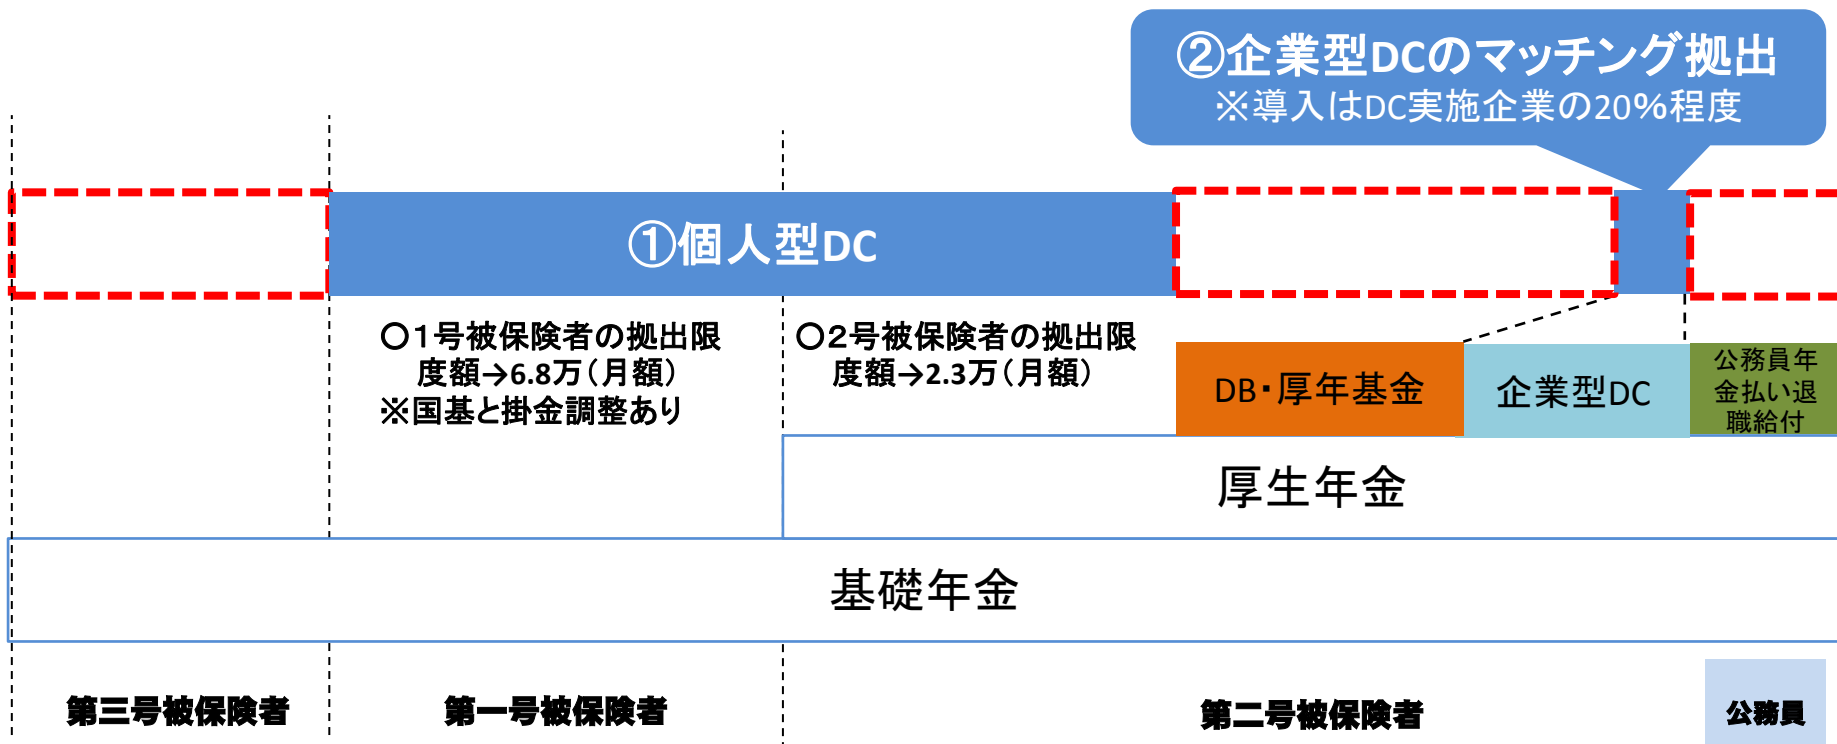 ②企業型DCのマッチング拠出
※導入はDC実施企業の20%程度
①個人型DC
○1号被保険者の拠出限
度額→6.8万(月額)
※国基と掛金調整あり
○2号被保険者の拠出限
度額→2.3万(月額)
DB・厚年基金
企業型DC
公務員年
金払い退
職給付
厚生年金
基礎年金
第三号被保険者
第一号被保険者
第二号被保険者
公務員